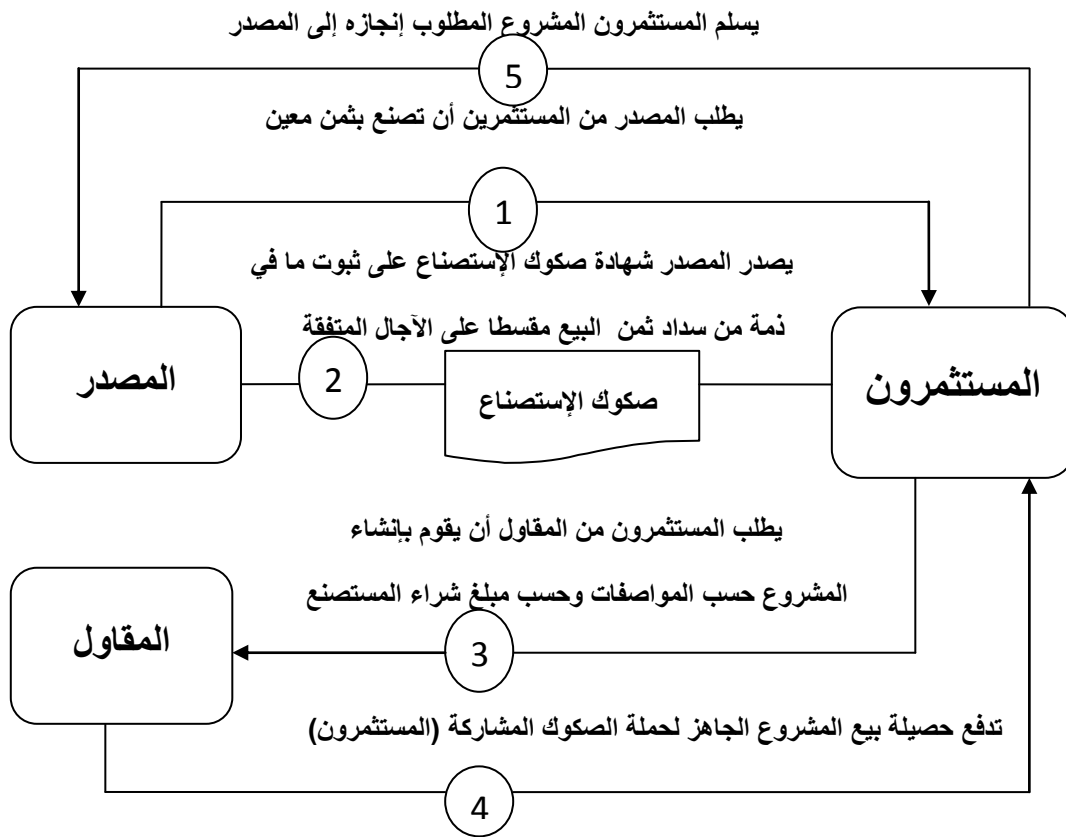 يسلم المستثمرون المشروع المطلوب إنجازه إلى المصدر
5
يطلب المصدر من المستثمرين أن تصنع بثمن معين
1
يصدر المصدر شهادة صكوك الإستصناع على ثبوت ما في
ذمة من سداد ثمن البيع مقسطا على الآجال المتفقة
المصدر
2
صكوك الإستصناع
المستثمرون
يطلب المستثمرون من المقاول أن يقوم بإنشاء
المشروع حسب المواصفات وحسب مبلغ شراء المستصنع
المقاول
3
تدفع حصيلة بيع المشروع الجاهز لحملة الصكوك المشاركة (المستثمرون)
4